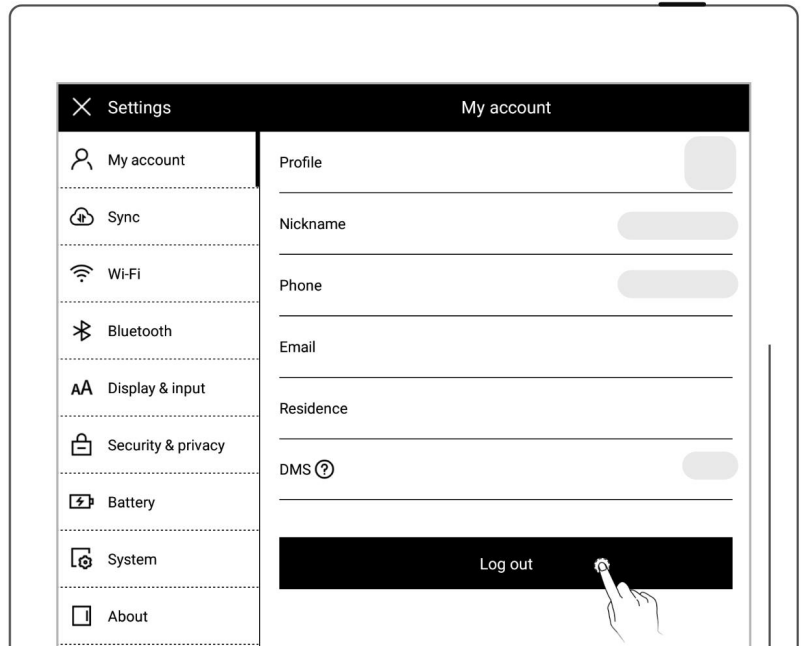 Settings
My account
My account
Sync
Wi-Fi
Bluetooth
AA Display & input
Security & privacy
Battery
System
About
Profile
Nickname
Phone
Email
Residence
DMS ?
Log out